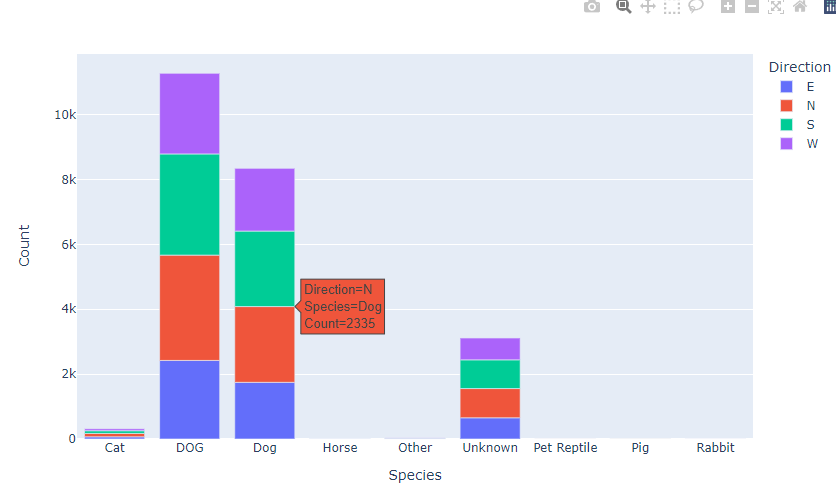 Direction
E
N
S
W
10k
8k
6k
4k
2k
0
Count
Direction=N
Species=Dog
Count=2335
Cat DOG Dog Horse Other Unknown Pet Reptile Pig Rabbit
Species